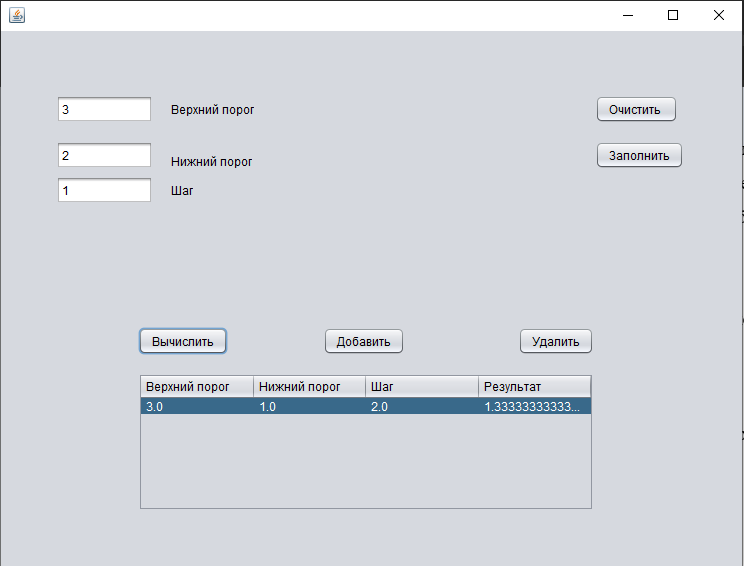 3 Верхний порог Очистить
2 Нижний порог Заполнить
1 Шаг
Вычислить Добавить Удалить
Верхний порог Нижний порог Шаг Результат
3.0 1.0 2.0 1.33333333333...